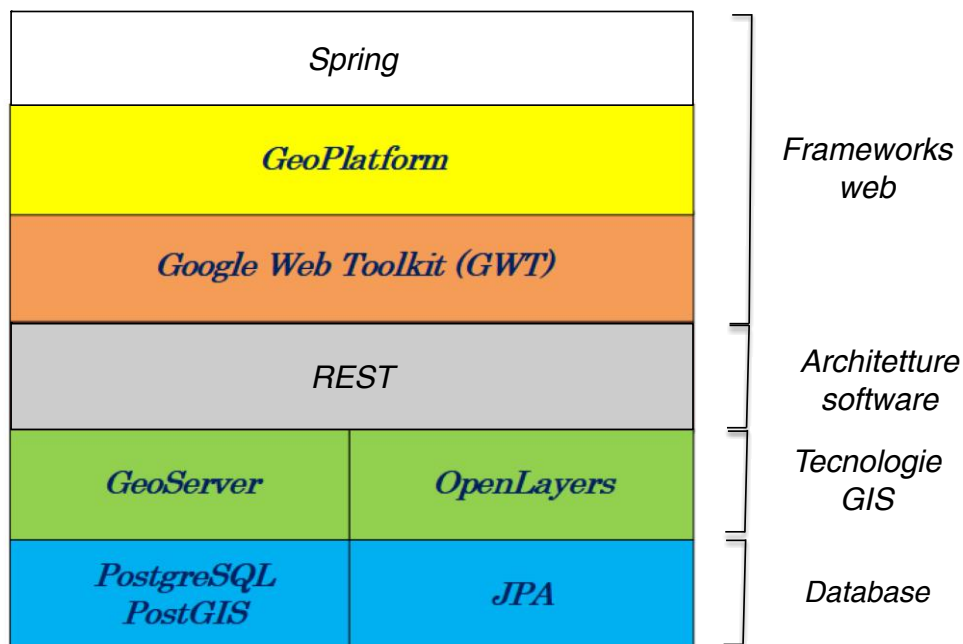 Spring
GeoPlatform
Google Web Toolkit (GWT)
Frameworks
web
REST
Architetture
software
GeoServer
OpenLayers
Tecnologie
GIS
PostgreSQL
PostGIS
JPA
Database